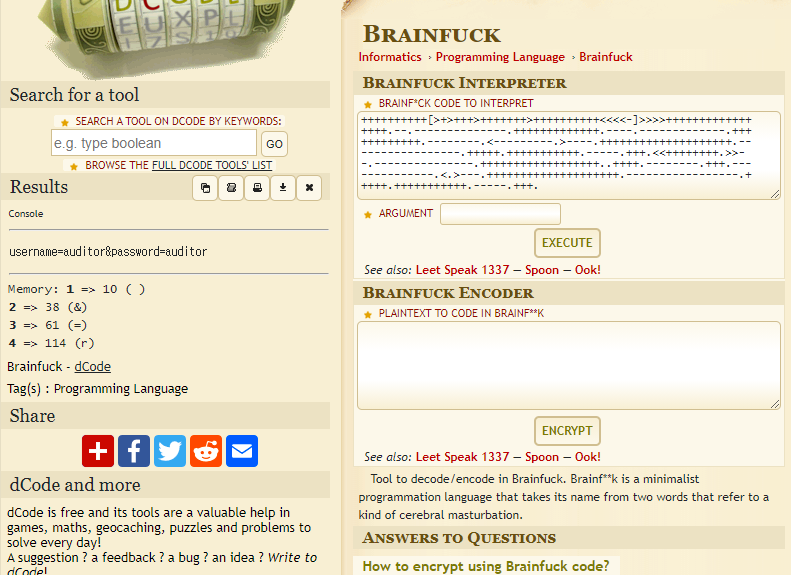 DCODE
EUXPL
Search for a tool
SEARCH A TOOL ON DCODE BY KEYWORDS:
e.g. type boolean
GO
BROWSE THE FULL DCODE TOOLS' LIST
Results
Console
username=auditor&password=auditor
Memory: 1 => 10 ( )
2 => 38 (&)
3 => 61 (=)
4 => 114 (r)
Brainfuck - dCode
Tag(s) : Programming Language
Share
dCode and more
dCode is free and its tools are a valuable help in
games, maths, geocaching, puzzles and problems to
solve every day!
A suggestion ? a feedback ? a bug ? an idea ? Write to
dCode!
BRAINFUCK
Informatics › Programming Language › Brainfuck
BRAINFUCK INTERPRETER
BRAINF*CK CODE TO INTERPRET
ARGUMENT
EXECUTE
See also: Leet Speak 1337 — Spoon — Ook!
BRAINFUCK ENCODER
PLAINTEXT TO CODE IN BRAINF**K
ENCRYPT
See also: Leet Speak 1337 — Spoon — Ook!
Tool to decode/encode in Brainfuck. Brainf**k is a minimalist
programmation language that takes its name from two words that refer to a
kind of cerebral masturbation.
ANSWERS TO QUESTIONS
How to encrypt using Brainfuck code?